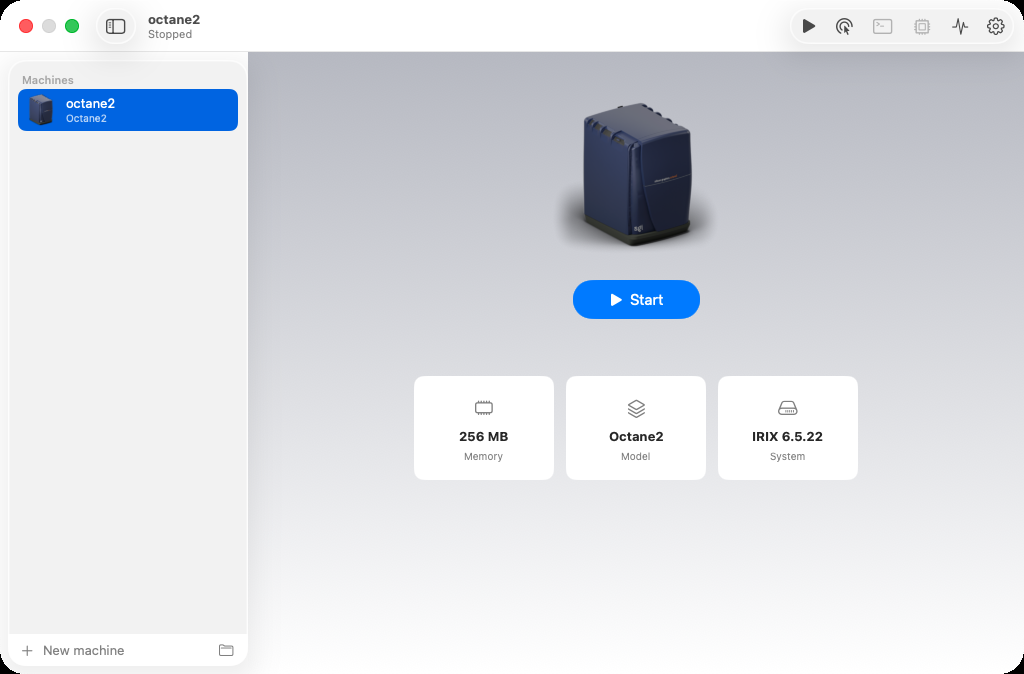 octane2
Stopped
Machines
octane2
Octane2
Start
256 MB
Memory
Octane2
Model
IRIX 6.5.22
System
New machine